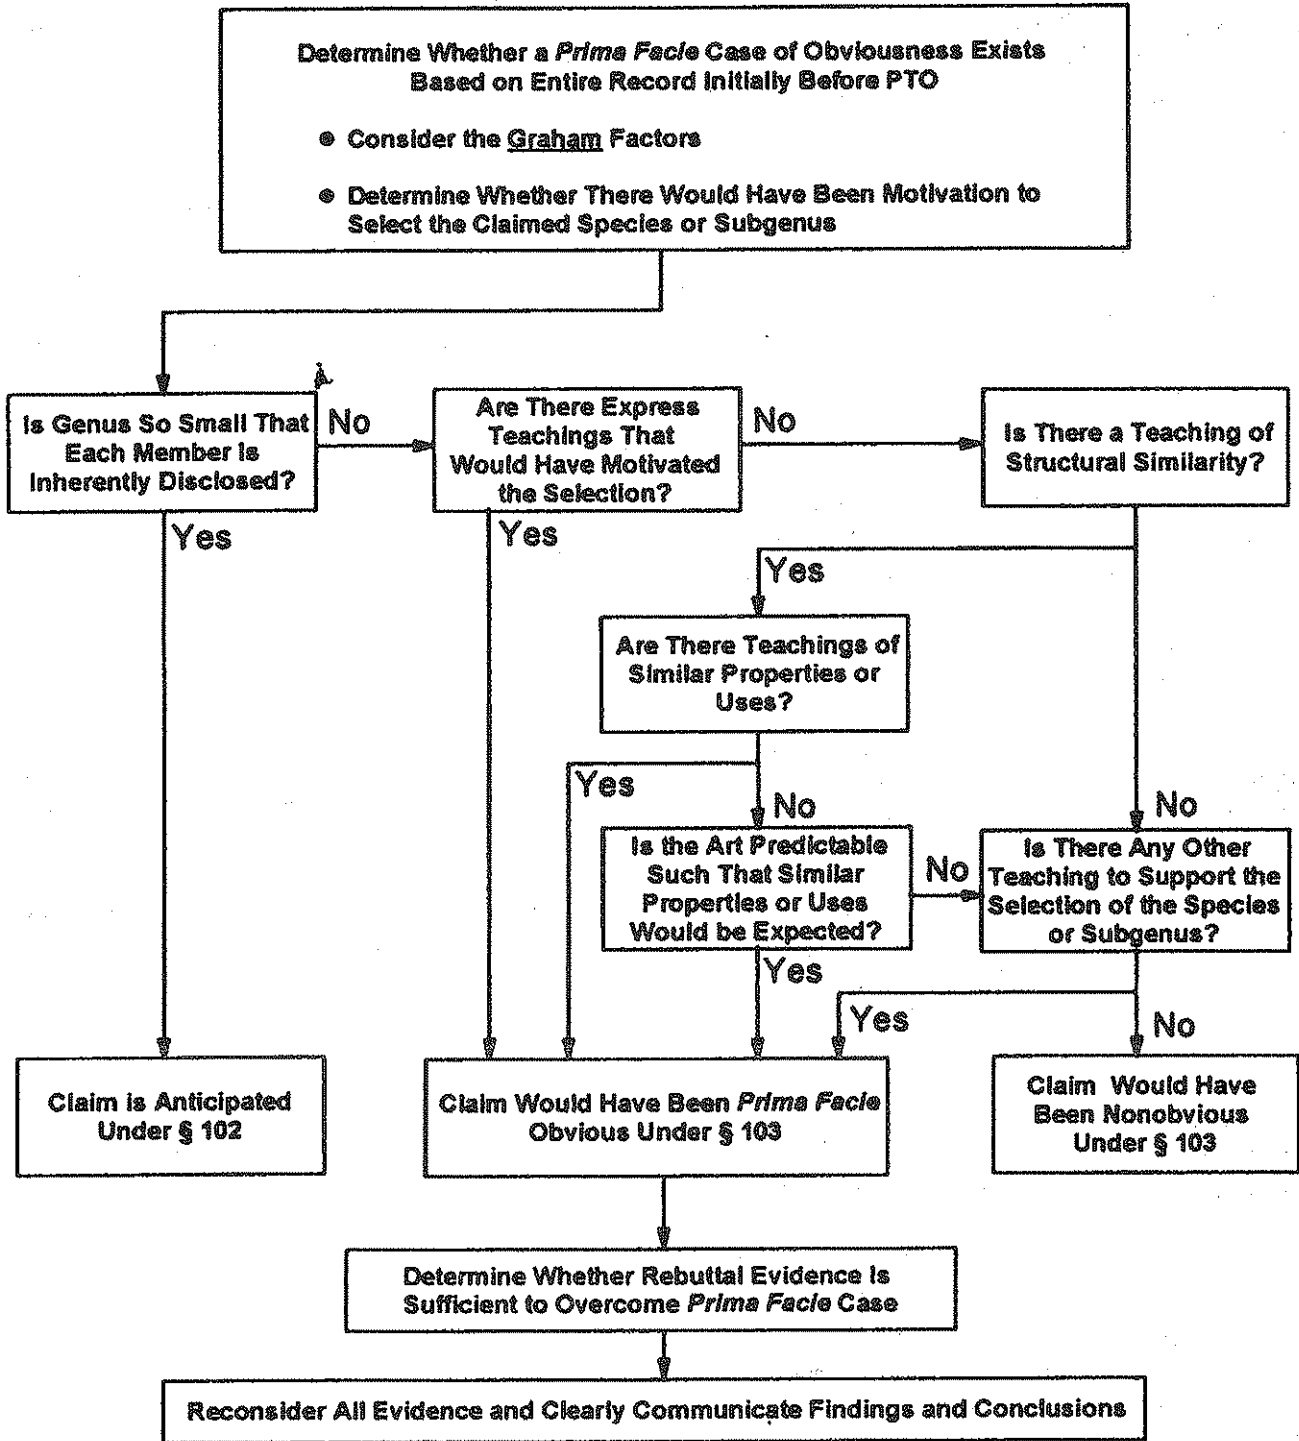 Determine Whether a Prima Facie Case of Obviousness Exists
Based on Entire Record Initially Before PTO
● Consider the Graham Factors
● Determine Whether There Would Have Been Motivation to
Select the Claimed Species or Subgenus
Is Genus So Small That
Each Member Is
Inherently Disclosed?
No
Are There Express
Teachings That
Would Have Motivated
the Selection?
No
Is There a Teaching of
Structural Similarity?
Yes
Yes
Yes
Are There Teachings of
Similar Properties or
Uses?
Yes
No
No
Is the Art Predictable
Such That Similar
Properties or Uses
Would be Expected?
No
Is There Any Other
Teaching to Support the
Selection of the Species
or Subgenus?
Yes
Yes
No
Claim is Anticipated
Under § 102
Claim Would Have Been Prima Facie
Obvious Under § 103
Claim Would Have
Been Nonobvious
Under § 103
Determine Whether Rebuttal Evidence Is
Sufficient to Overcome Prima Facie Case
Reconsider All Evidence and Clearly Communicate Findings and Conclusions